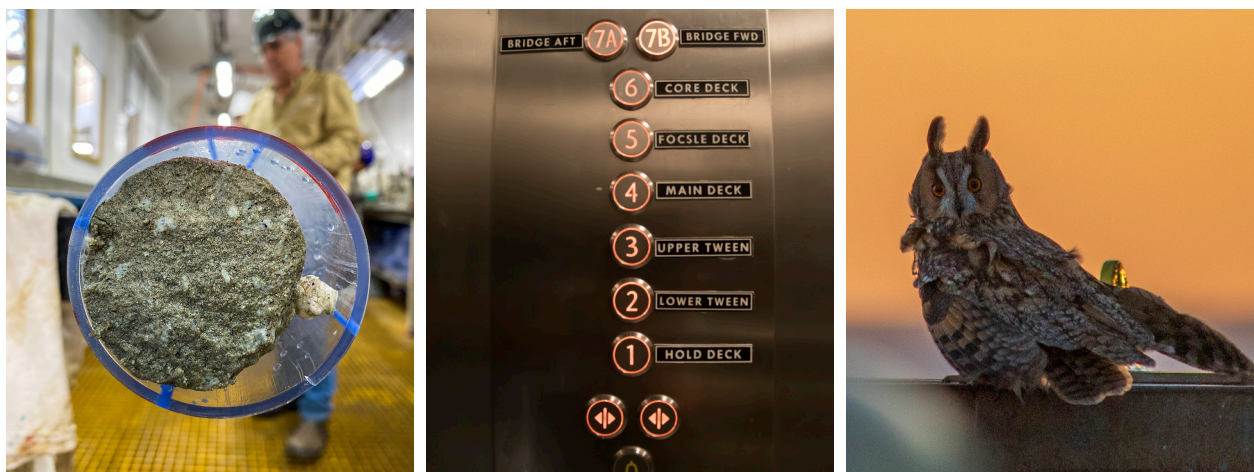 BRIDGE AFT 7A 7B BRIDGE FWD
6 CORE DECK
5 FOCSLE DECK
4 MAIN DECK
3 UPPER TWEEN
2 LOWER TWEEN
1 HOLD DECK